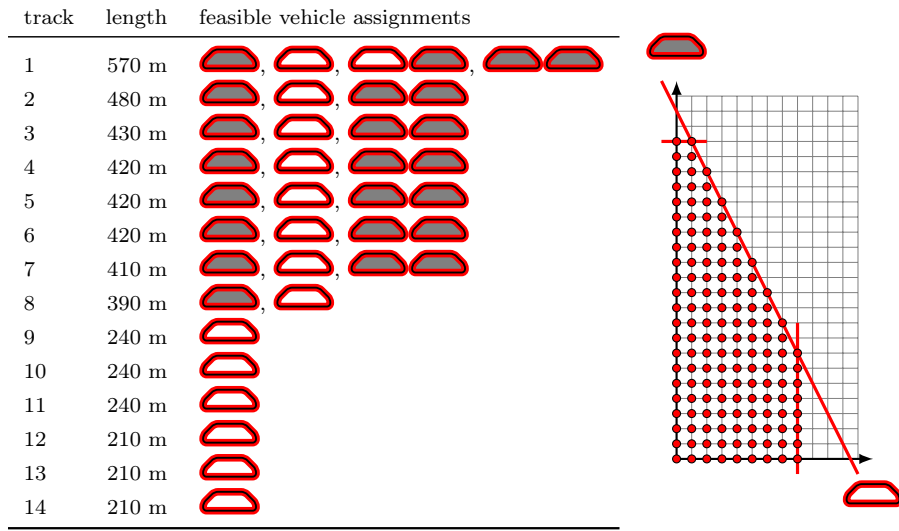 track length feasible vehicle assignments
1 570 m , , ,
2 480 m , ,
3 430 m , ,
4 420 m , ,
5 420 m , ,
6 420 m , ,
7 410 m , ,
8 390 m ,
9 240 m
10 240 m
11 240 m
12 210 m
13 210 m
14 210 m